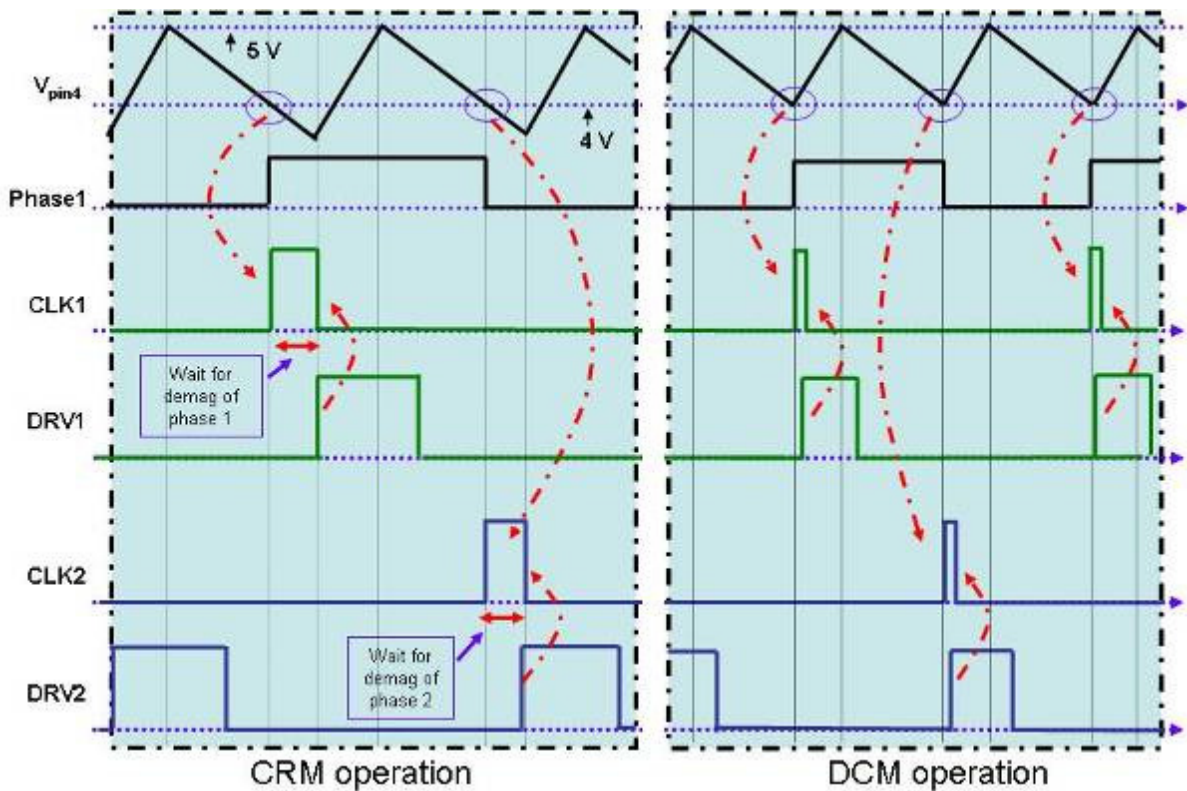 5 V
V pin4
4 V
Phase1
CLK1
Wait for
demag of
phase 1
DRV1
CLK2
Wait for
demag of
phase 2
DRV2
CRM operation
DCM operation